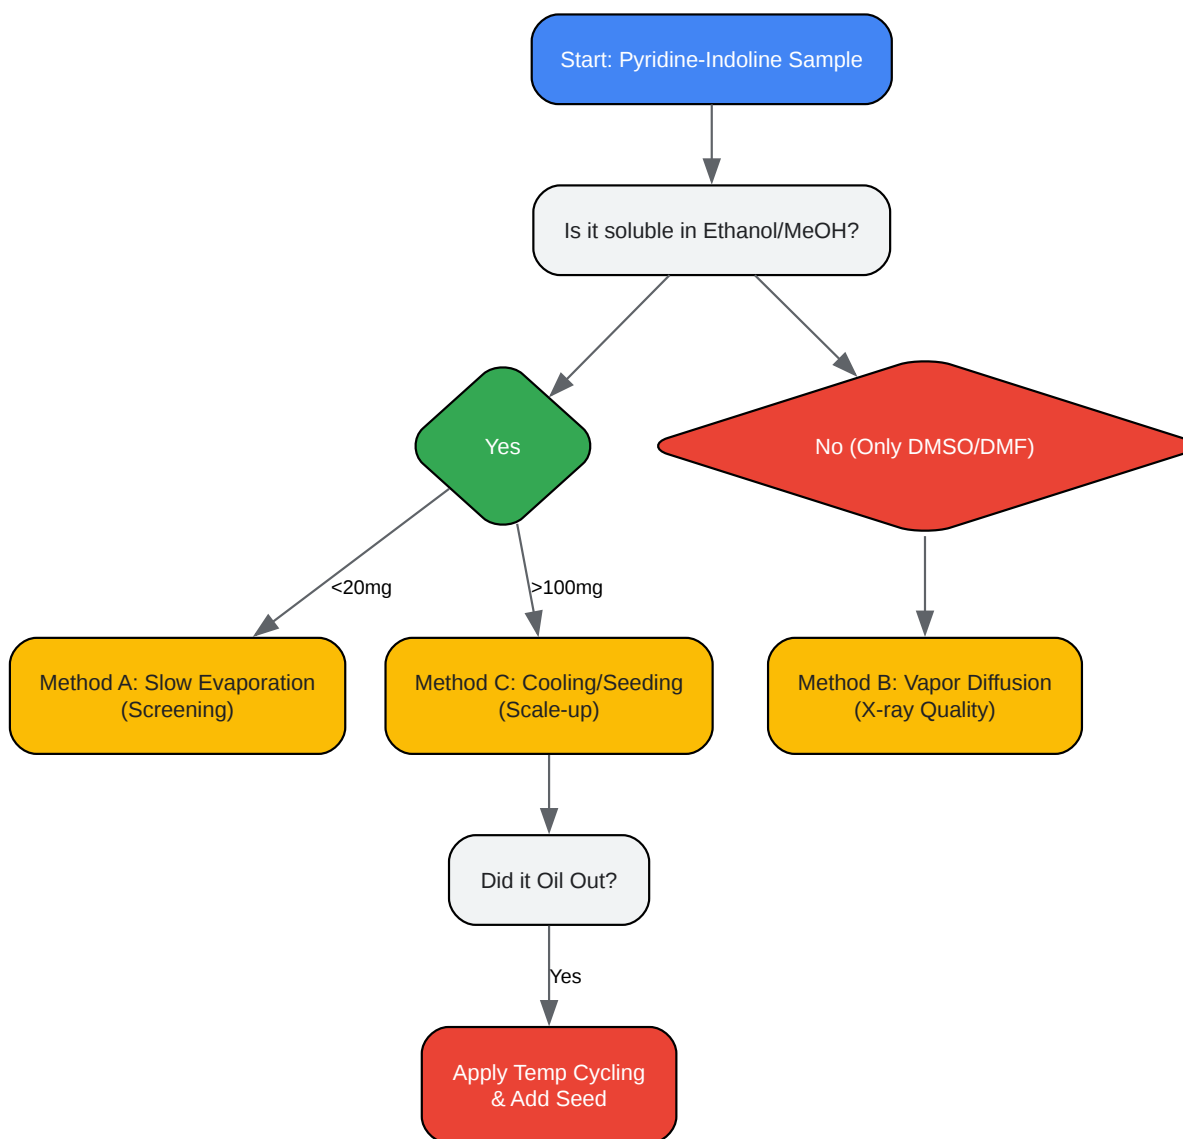 Start: Pyridine-Indoline Sample
Is it soluble in Ethanol/MeOH?
Yes
No (Only DMSO/DMF)
<20mg
>100mg
Method A: Slow Evaporation
(Screening)
Method C: Cooling/Seeding
(Scale-up)
Method B: Vapor Diffusion
(X-ray Quality)
Did it Oil Out?
Yes
Apply Temp Cycling
& Add Seed